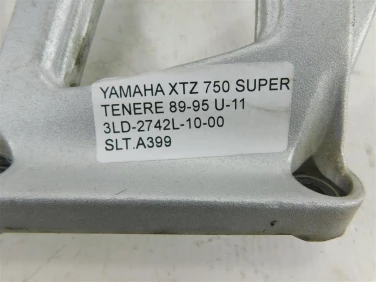 YAMAHA XTZ 750 SUPER
TENERE 89-95 U-11
3LD-2742L-10-00
SLT.A399